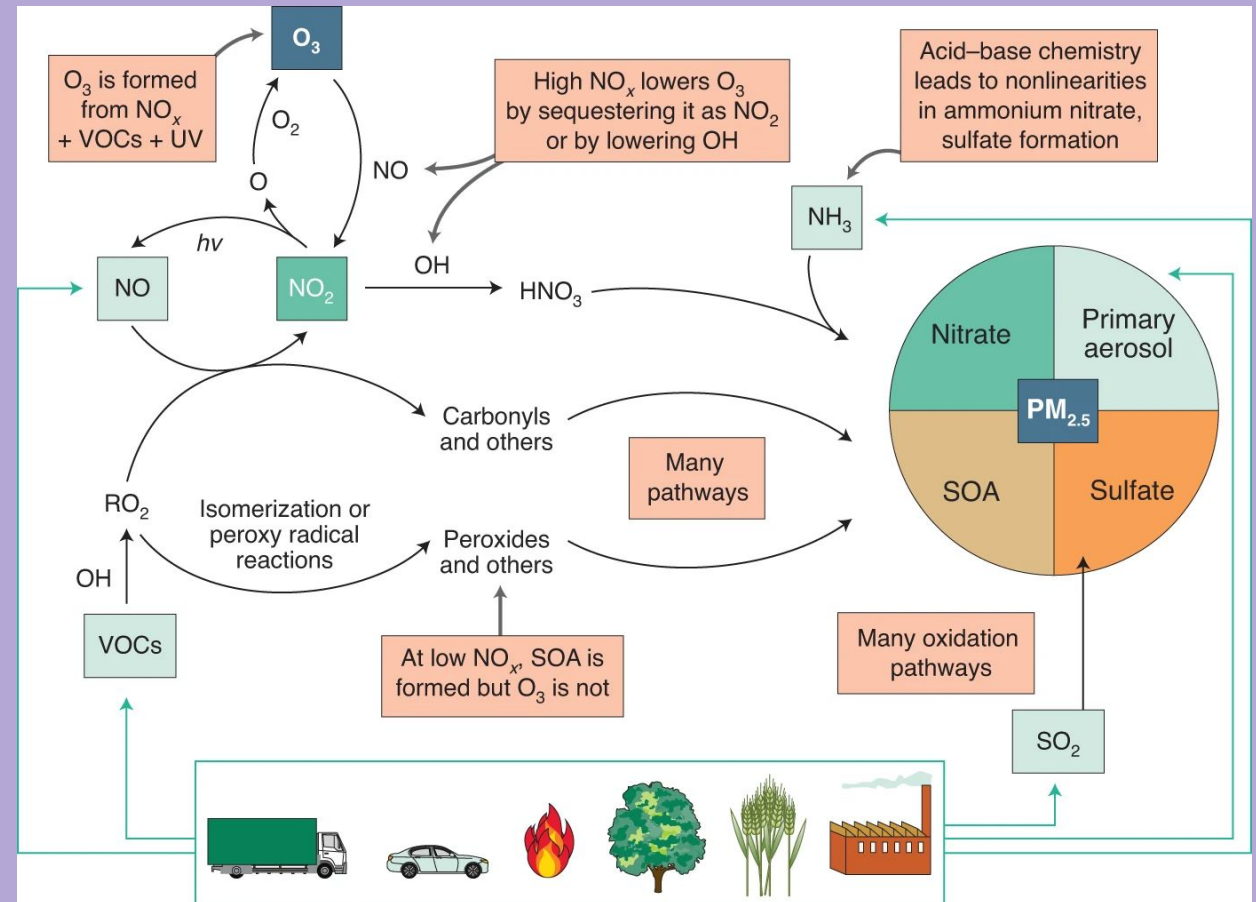 O₃
O₃ is formed
from NOₓ
+ VOCs + UV
High NOₓ lowers O₃
by sequestering it as NO₂
or by lowering OH
Acid–base chemistry
leads to nonlinearities
in ammonium nitrate,
sulfate formation
O₂
O
NO
NH₃
hv
OH
NO
NO₂
HNO₃
Nitrate
Primary
aerosol
PM₂.₅
SOA
Sulfate
Carbonyls
and others
Many
pathways
RO₂
Isomerization or
peroxy radical
reactions
Peroxides
and others
OH
VOCs
At low NOₓ, SOA is
formed but O₃ is not
Many oxidation
pathways
SO₂